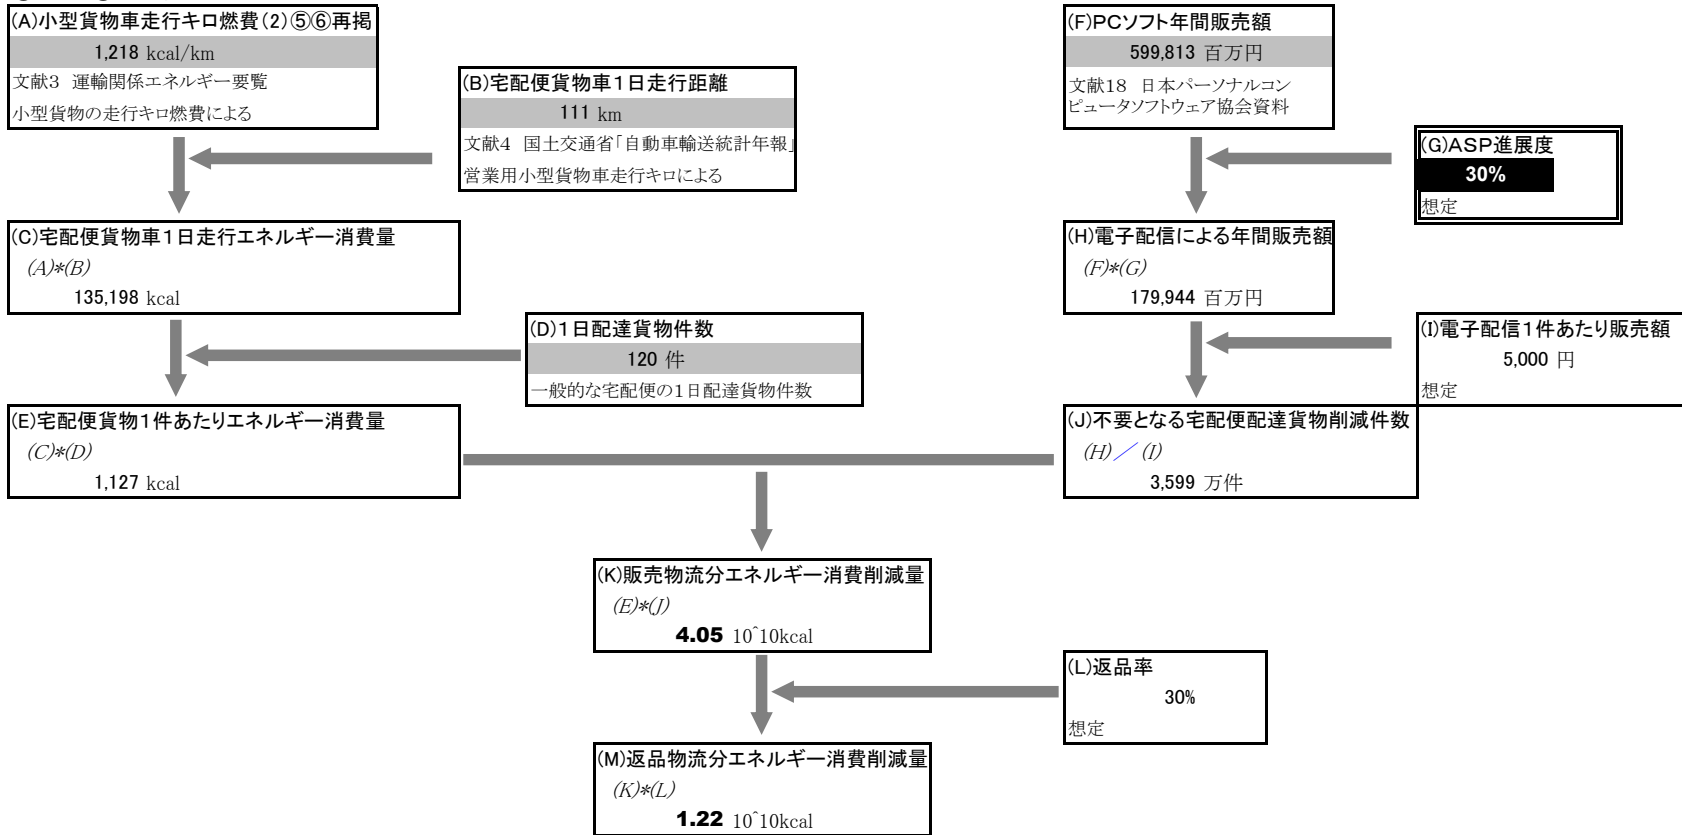 (A)小型貨物車走行キロ燃費(2)⑤⑥再掲
1,218 kcal/km
文献3 運輸関係エネルギー要覧
小型貨物の走行キロ燃費による
(B)宅配便貨物車1日走行距離
111 km
文献4 国土交通省「自動車輸送統計年報」
営業用小型貨物車走行キロによる
(C)宅配便貨物車1日走行エネルギー消費量
(A)*(B)
135,198 kcal
(D)1日配達貨物件数
120 件
一般的な宅配便の1日配達貨物件数
(E)宅配便貨物1件あたりエネルギー消費量
(C)*(D)
1,127 kcal
(F)PCソフト年間販売額
599,813 百万円
文献18 日本パーソナルコン
ピュータソフトウェア協会資料
(G)ASP進展度
30%
想定
(H)電子配信による年間販売額
(F)*(G)
179,944 百万円
(I)電子配信1件あたり販売額
5,000 円
想定
(J)不要となる宅配便配達貨物削減件数
(H)／(I)
3,599 万件
(K)販売物流分エネルギー消費削減量
(E)*(J)
4.05 10^10kcal
(L)返品率
30%
想定
(M)返品物流分エネルギー消費削減量
(K)*(L)
1.22 10^10kcal